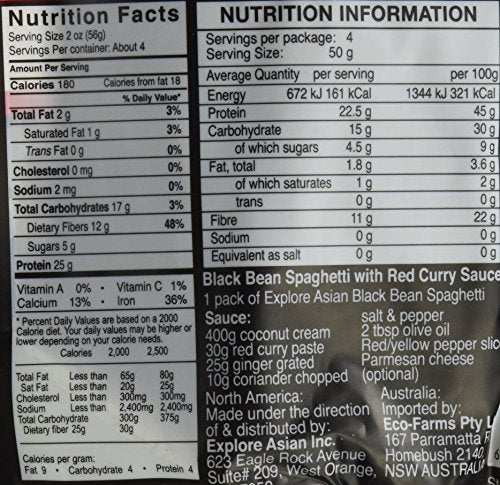 Nutrition Facts
Serving Size 2 oz (56g)
Servings Per container: About 4
Amount Per Serving
Calories 180 Calories from fat 18
% Daily Value*
Total Fat 2 g 3%
Saturated Fat 1 g 3%
Trans Fat 0 g 0%
Cholesterol 0 mg 0%
Sodium 2 mg 0%
Total Carbohydrates 17 g 3%
Dietary Fibers 12 g 48%
Sugars 5 g
Protein 25 g
Vitamin A 0% • Vitamin C 1%
Calcium 13% • Iron 36%
* Percent Daily Values are based on a 2000
Calorie diet. Your daily values may be higher or
lower depending on your calorie needs.
Calories 2,000 2,500
Total Fat Less than 65g 80g
Sat Fat Less than 20g 25g
Cholesterol Less than 300mg 300mg
Sodium Less than 2,400mg 2,400mg
Total Carbohydrate 300g 375g
Dietary fiber 25g 30g
Calories per gram:
Fat 9 • Carbohydrate 4 • Protein 4
NUTRITION INFORMATION
Servings per package: 4
Serving Size: 50 g
Average Quantity per serving per 100g
Energy 672 kJ 161 kCal 1344 kJ 321 kCal
Protein 22.5 g 45 g
Carbohydrate 15 g 30 g
of which sugars 4.5 g 9 g
Fat, total 1.8 g 3.6 g
of which saturates 1 g 2 g
trans 0 g 0 g
Fibre 11 g 22 g
Sodium 0 g 0 g
Equivalent as salt 0 g 0 g
Black Bean Spaghetti with Red Curry Sauce
1 pack of Explore Asian Black Bean Spaghetti
Sauce:
400g coconut cream
30g red curry paste
25g ginger grated
10g coriander chopped
salt & pepper
2 tbsp olive oil
Red/yellow pepper slic
Parmesan cheese
(optional)
North America:
Made under the direction
of & distributed by:
Explore Asian Inc.
623 Eagle Rock Avenue
Suite# 209, West Orange,
Australia:
Imported by:
Eco-Farms Pty L
167 Parramatta
Homebush 2140,
NSW AUSTRALIA